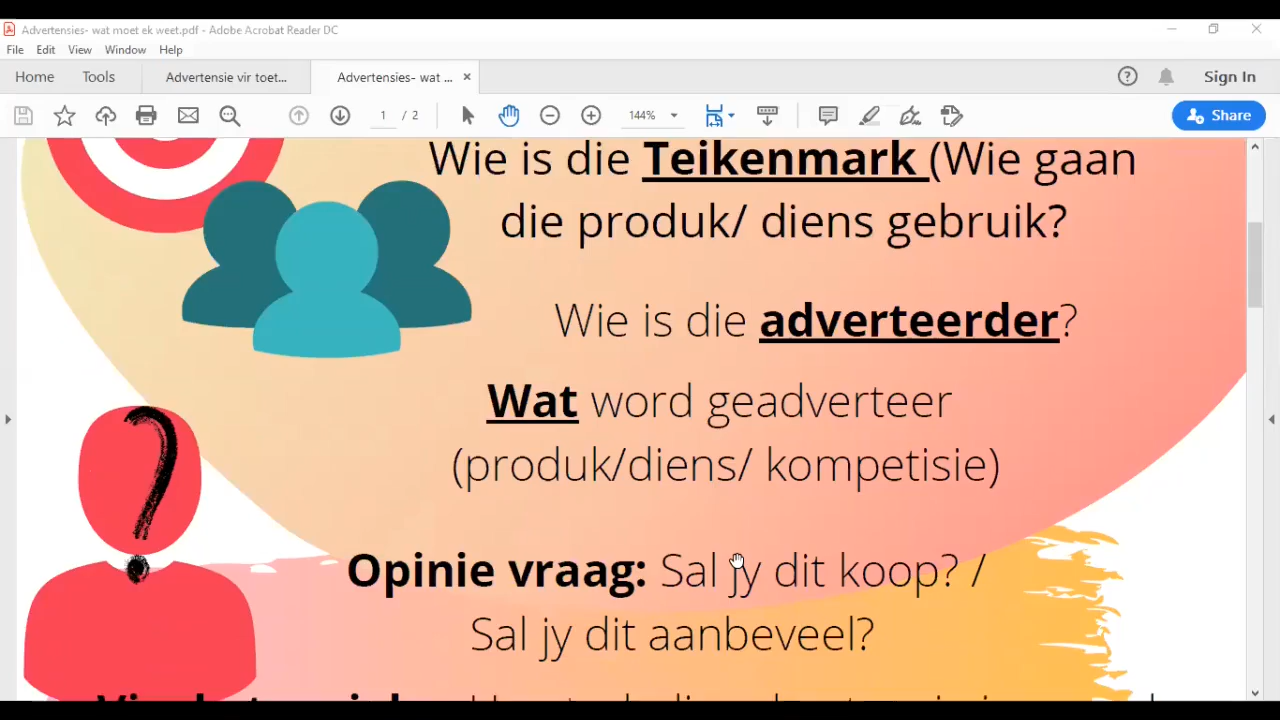 Advertensies- wat moet ek weet.pdf - Adobe Acrobat Reader DC
File Edit View Window Help
Home Tools Advertensie vir toet... Advertensies- wat ... × Sign In
1 / 2 144% Share
Wie is die Teikenmark (Wie gaan
die produk/ diens gebruik?
Wie is die adverteerder?
Wat word geadverteer
(produk/diens/ kompetisie)
Opinie vraag: Sal jy dit koop? /
Sal jy dit aanbeveel?